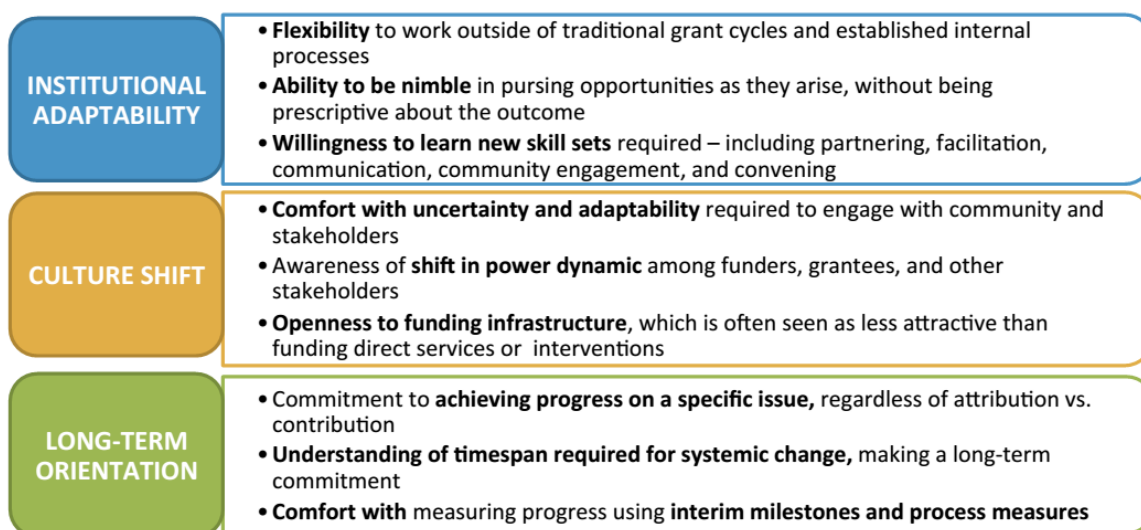 INSTITUTIONAL
ADAPTABILITY
• Flexibility to work outside of traditional grant cycles and established internal
processes
• Ability to be nimble in pursing opportunities as they arise, without being
prescriptive about the outcome
• Willingness to learn new skill sets required – including partnering, facilitation,
communication, community engagement, and convening
CULTURE SHIFT
• Comfort with uncertainty and adaptability required to engage with community and
stakeholders
• Awareness of shift in power dynamic among funders, grantees, and other
stakeholders
• Openness to funding infrastructure, which is often seen as less attractive than
funding direct services or interventions
LONG-TERM
ORIENTATION
• Commitment to achieving progress on a specific issue, regardless of attribution vs.
contribution
• Understanding of timespan required for systemic change, making a long-term
commitment
• Comfort with measuring progress using interim milestones and process measures